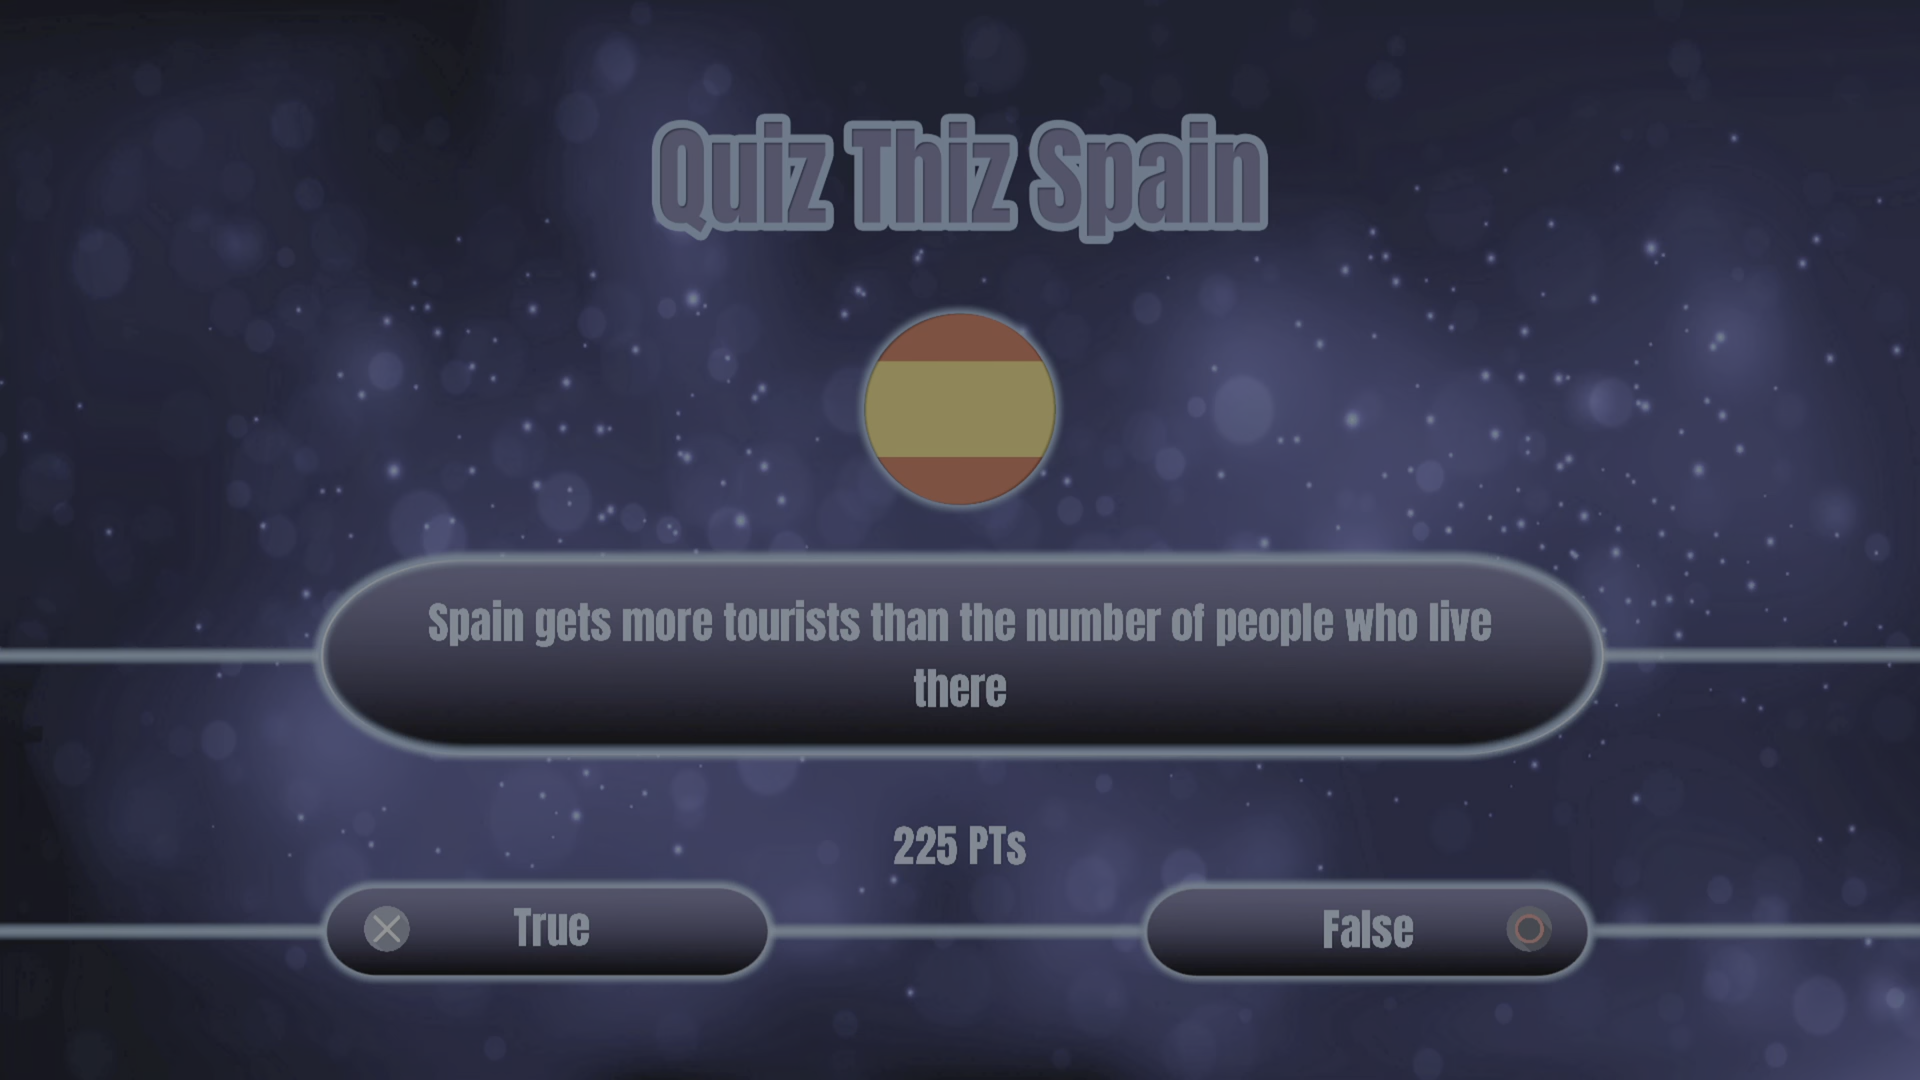 Quiz Thiz Spain
Spain gets more tourists than the number of people who live
there
225 PTs
True
False